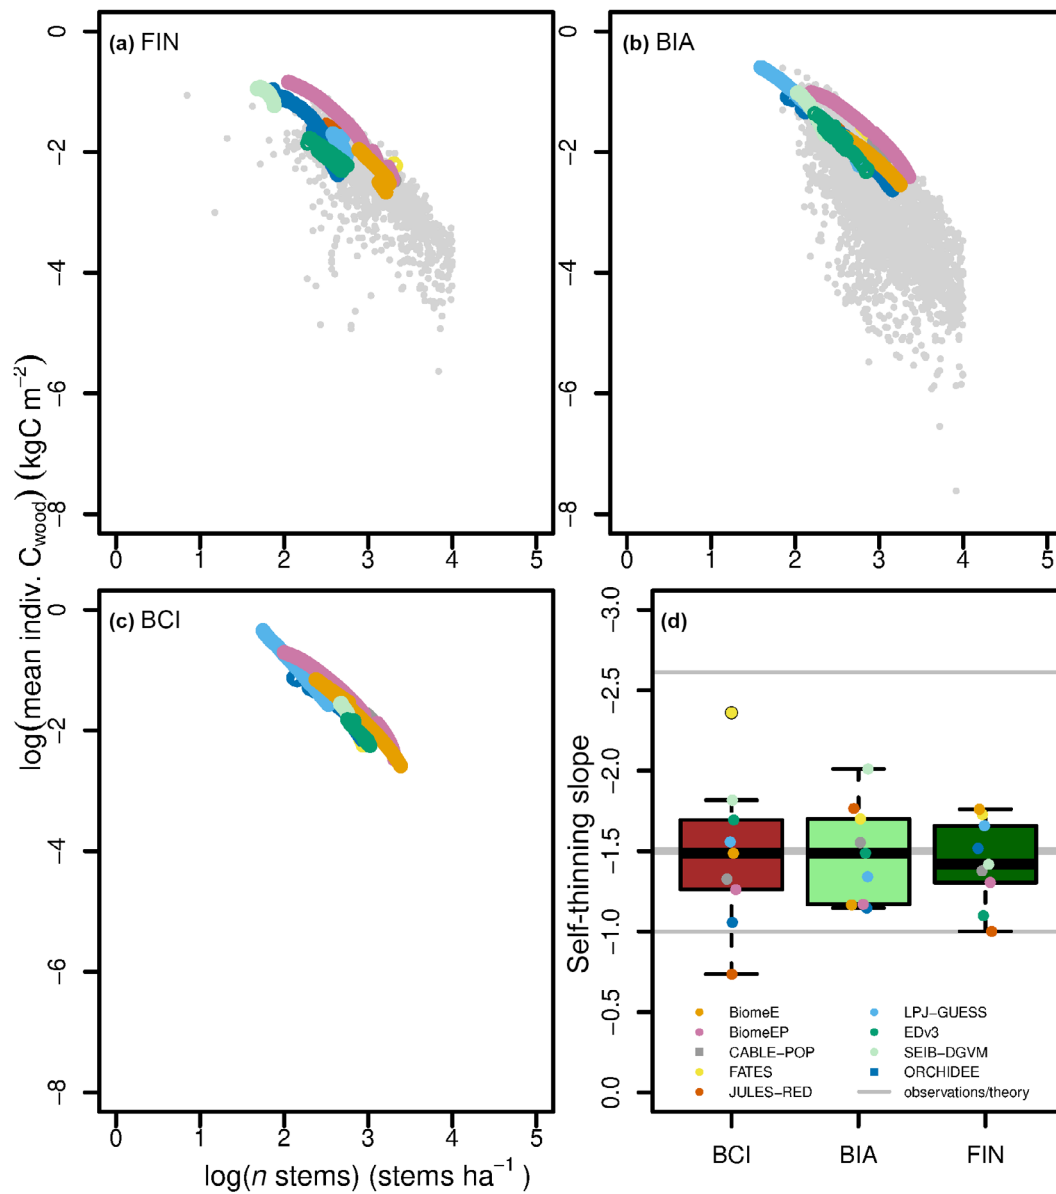 (a) FIN
0
−2
−4
−6
−8
0 1 2 3 4 5
(b) BIA
0
−2
−4
−6
−8
0 1 2 3 4 5
log(mean indiv. Cwood) (kgC m−2)
(c) BCI
0
−2
−4
−6
−8
0 1 2 3 4 5
log(n stems) (stems ha−1)
(d)
Self−thinning slope
−3.0
−2.5
−2.0
−1.5
−1.0
−0.5
0.0
BiomeE
BiomeEP
CABLE−POP
FATES
JULES−RED
LPJ−GUESS
EDv3
SEIB−DGVM
ORCHIDEE
observations/theory
BCI BIA FIN